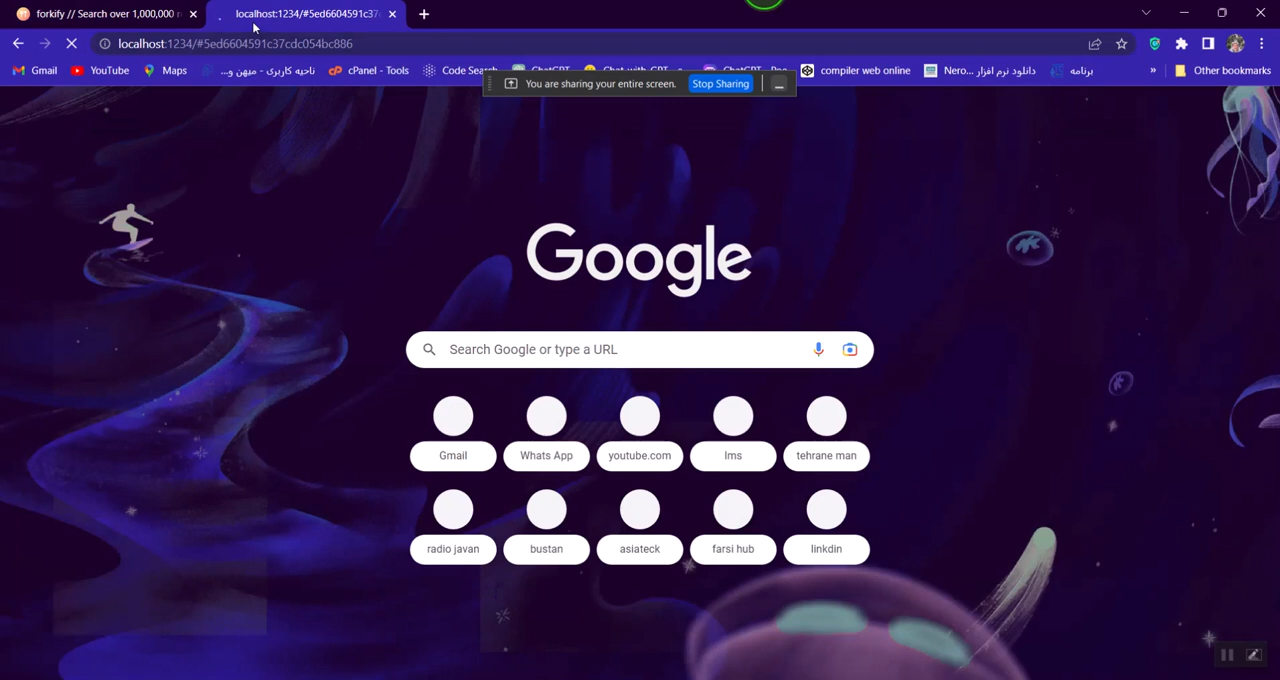 forkify // Search over 1,000,000 r
localhost:1234/#5ed6604591c37
localhost:1234/#5ed6604591c37cdc054bc886
Gmail YouTube Maps ناحیه کاربری - میهن و... cPanel - Tools Code Search ChatGPT ChatGPT compiler web online دانلود نرم افزار ...Nero برنامه » Other bookmarks
You are sharing your entire screen. Stop Sharing
Google
Search Google or type a URL
Gmail Whats App youtube.com lms tehrane man
radio javan bustan asiateck farsi hub linkdin